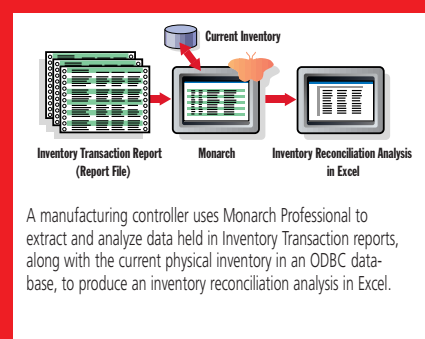 Current Inventory
Inventory Transaction Report
(Report File)
Monarch
Inventory Reconciliation Analysis
in Excel
A manufacturing controller uses Monarch Professional to
extract and analyze data held in Inventory Transaction reports,
along with the current physical inventory in an ODBC data-
base, to produce an inventory reconciliation analysis in Excel.